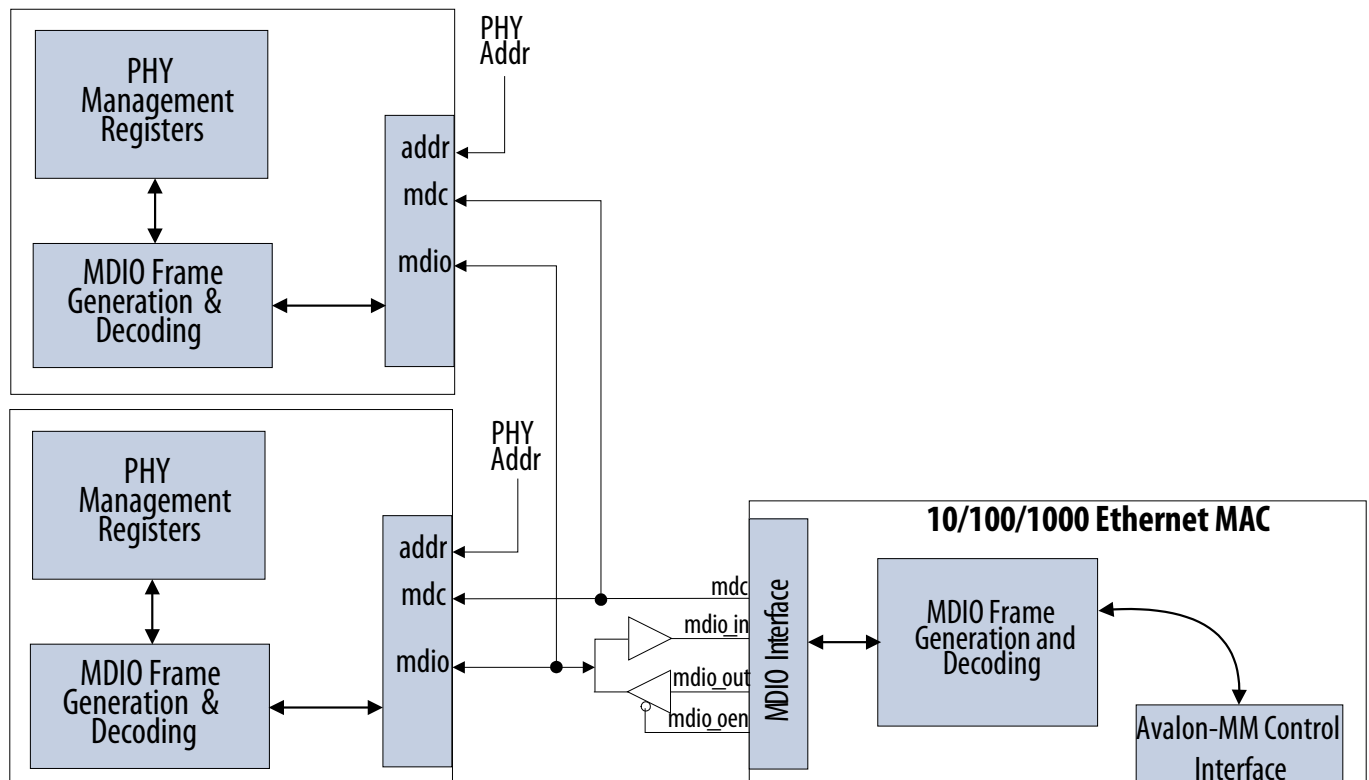 PHY
Management
Registers
MDIO Frame
Generation &
Decoding
addr
mdc
mdio
PHY
Addr
PHY
Management
Registers
MDIO Frame
Generation &
Decoding
addr
mdc
mdio
PHY
Addr
10/100/1000 Ethernet MAC
mdc
mdio_in
mdio_out
mdio_oen
MDIO Interface
MDIO Frame
Generation and
Decoding
Avalon-MM Control
Interface